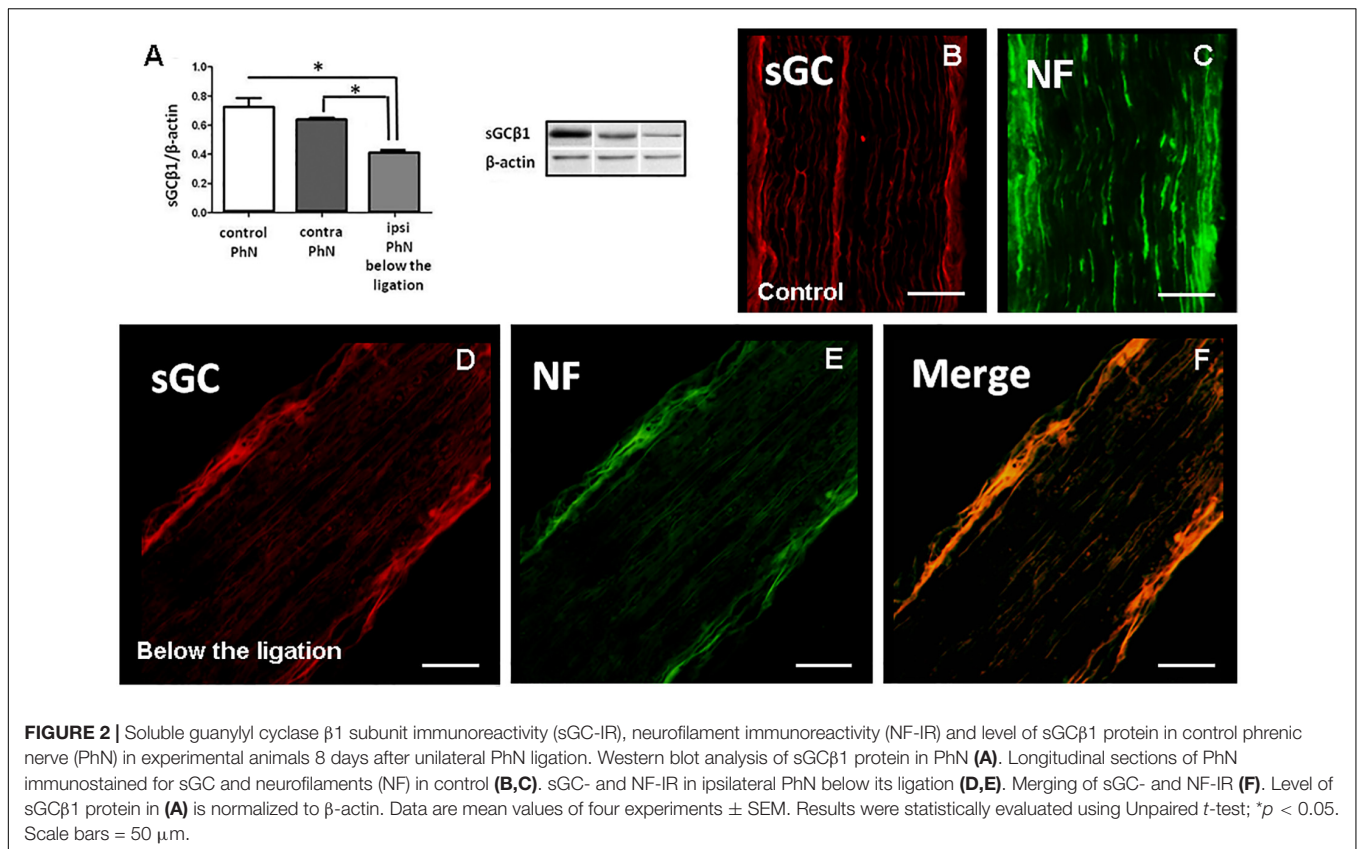 A
1.0
0.8
0.6
0.4
0.2
0.0
sGCβ1/β-actin
*
*
control
PhN
contra
PhN
ipsi
PhN
below the
ligation
sGCβ1
β-actin
sGC
B
Control
NF
C
sGC
D
Below the ligation
NF
E
Merge
F
FIGURE 2 | Soluble guanylyl cyclase β1 subunit immunoreactivity (sGC-IR), neurofilament immunoreactivity (NF-IR) and level of sGCβ1 protein in control phrenic
nerve (PhN) in experimental animals 8 days after unilateral PhN ligation. Western blot analysis of sGCβ1 protein in PhN (A). Longitudinal sections of PhN
immunostained for sGC and neurofilaments (NF) in control (B,C). sGC- and NF-IR in ipsilateral PhN below its ligation (D,E). Merging of sGC- and NF-IR (F). Level of
sGCβ1 protein in (A) is normalized to β-actin. Data are mean values of four experiments ± SEM. Results were statistically evaluated using Unpaired t-test; *p < 0.05.
Scale bars = 50 μm.